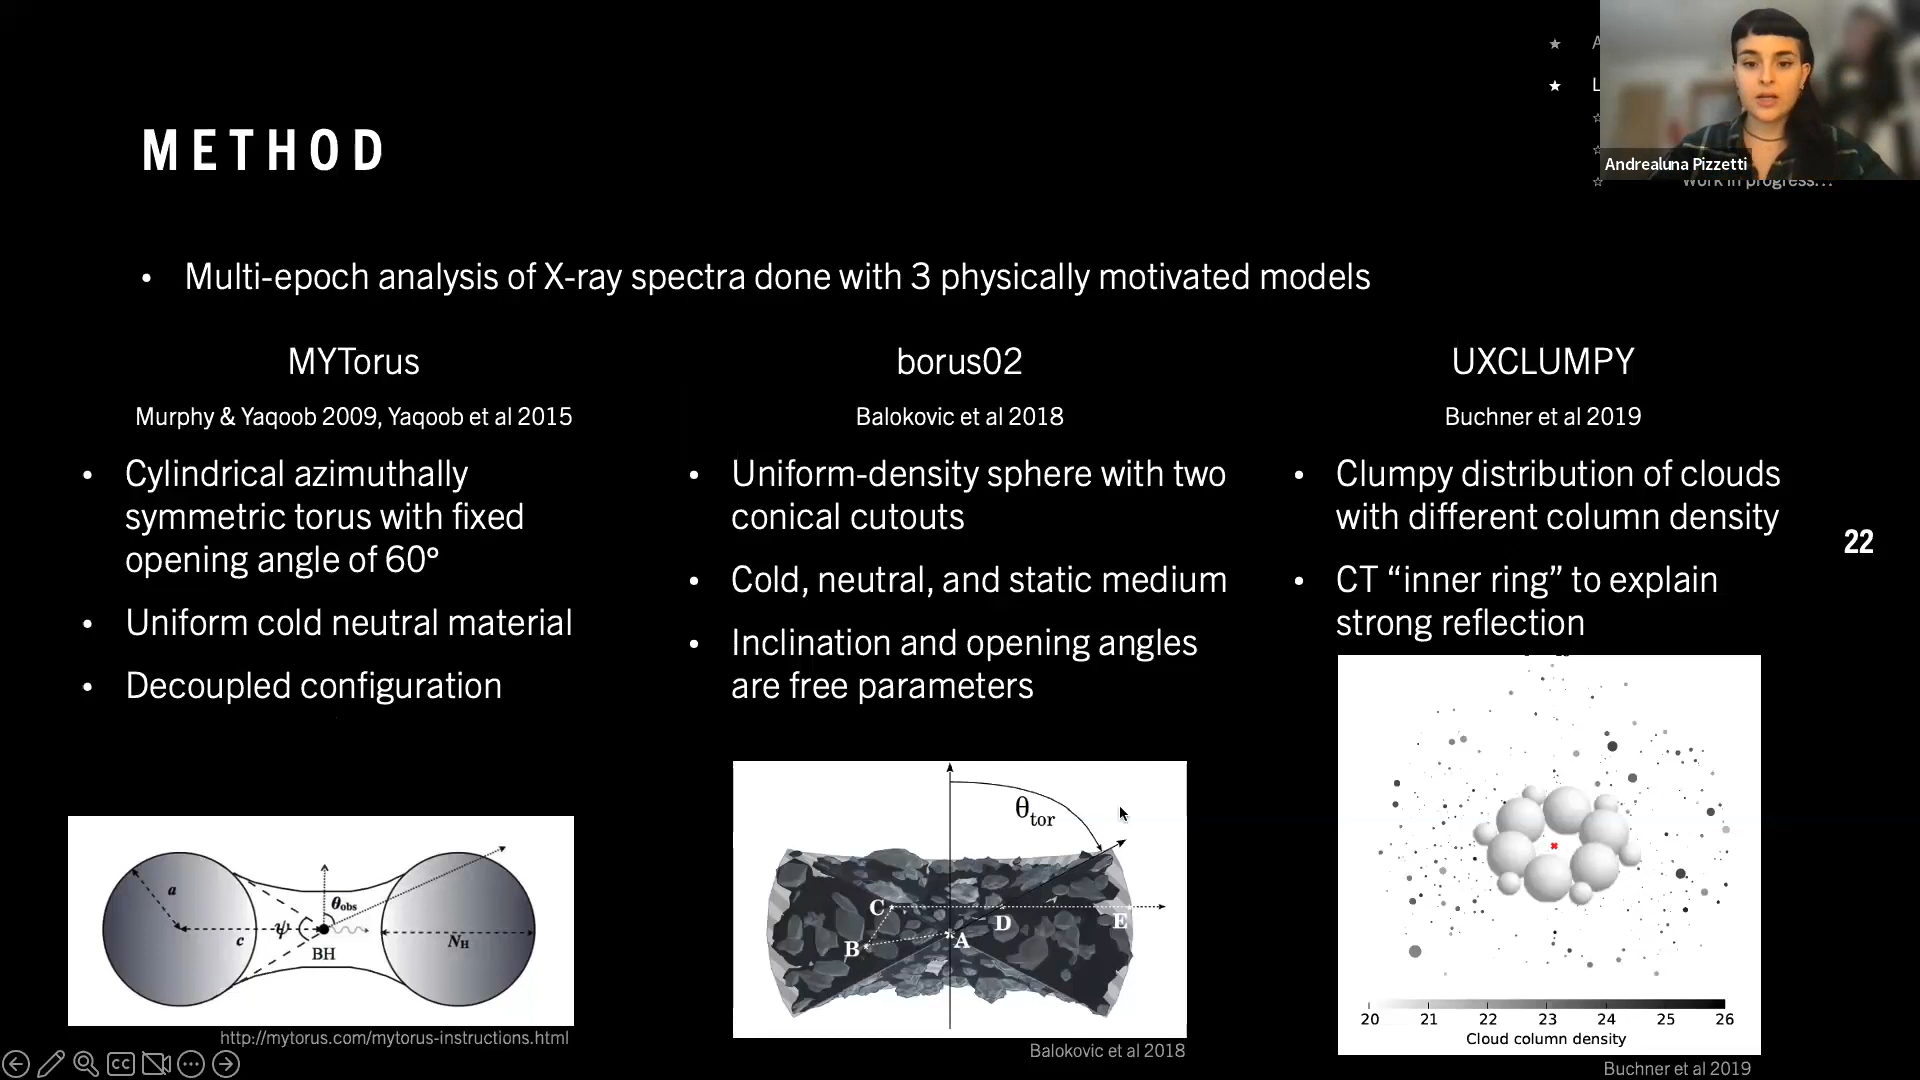 A
L
Work in progress...
Andrealuna Pizzetti
METHOD
• Multi-epoch analysis of X-ray spectra done with 3 physically motivated models
MYTorus
Murphy & Yaqoob 2009, Yaqoob et al 2015
• Cylindrical azimuthally
symmetric torus with fixed
opening angle of 60°
• Uniform cold neutral material
• Decoupled configuration
a
c
ψ
θobs
BH
NH
http://mytorus.com/mytorus-instructions.html
borus02
Balokovic et al 2018
• Uniform-density sphere with two
conical cutouts
• Cold, neutral, and static medium
• Inclination and opening angles
are free parameters
θtor
C
D
E
B
A
Balokovic et al 2018
UXCLUMPY
Buchner et al 2019
• Clumpy distribution of clouds
with different column density
• CT “inner ring” to explain
strong reflection
20 21 22 23 24 25 26
Cloud column density
Buchner et al 2019
22
CC